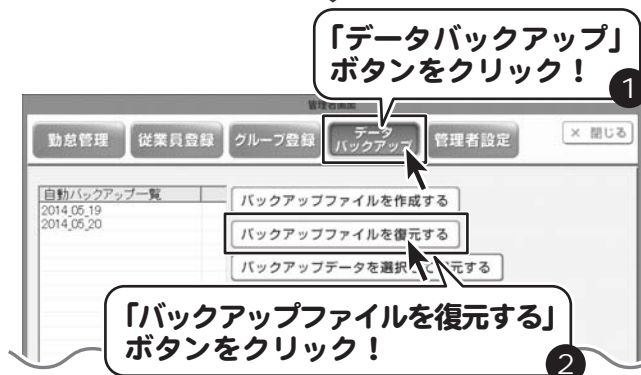 「データバックアップ」
ボタンをクリック！
1
管理者画面
勤怠管理
従業員登録
グループ登録
データ
バックアップ
管理者設定
× 閉じる
自動バックアップ一覧
2014_05_19
2014_05_20
バックアップファイルを作成する
バックアップファイルを復元する
バックアップデータを選択して復元する
「バックアップファイルを復元する」
ボタンをクリック！
2